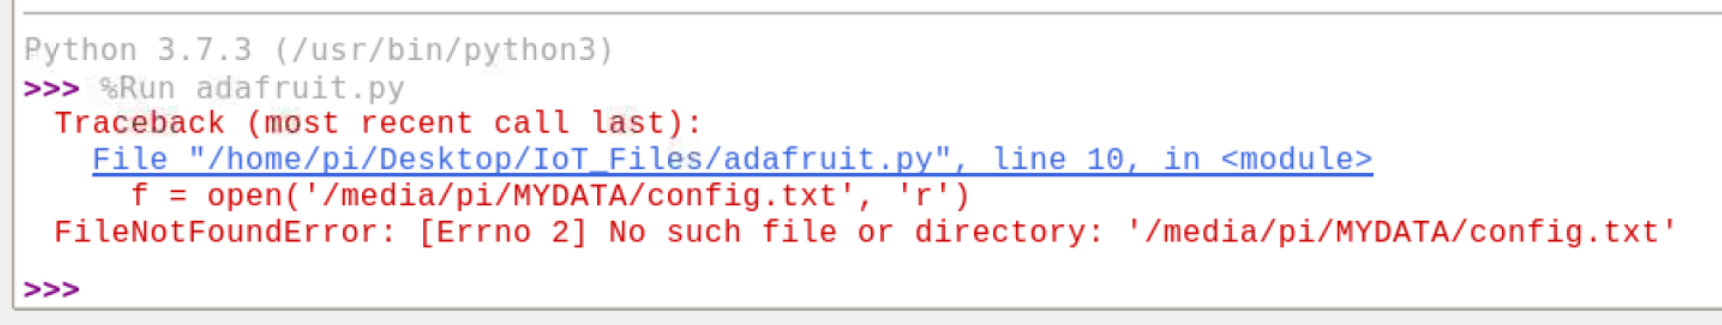 Python 3.7.3 (/usr/bin/python3)
>>> %Run adafruit.py
Traceback (most recent call last):
File "/home/pi/Desktop/IoT_Files/adafruit.py", line 10, in <module>
f = open('/media/pi/MYDATA/config.txt', 'r')
FileNotFoundError: [Errno 2] No such file or directory: '/media/pi/MYDATA/config.txt'
>>>